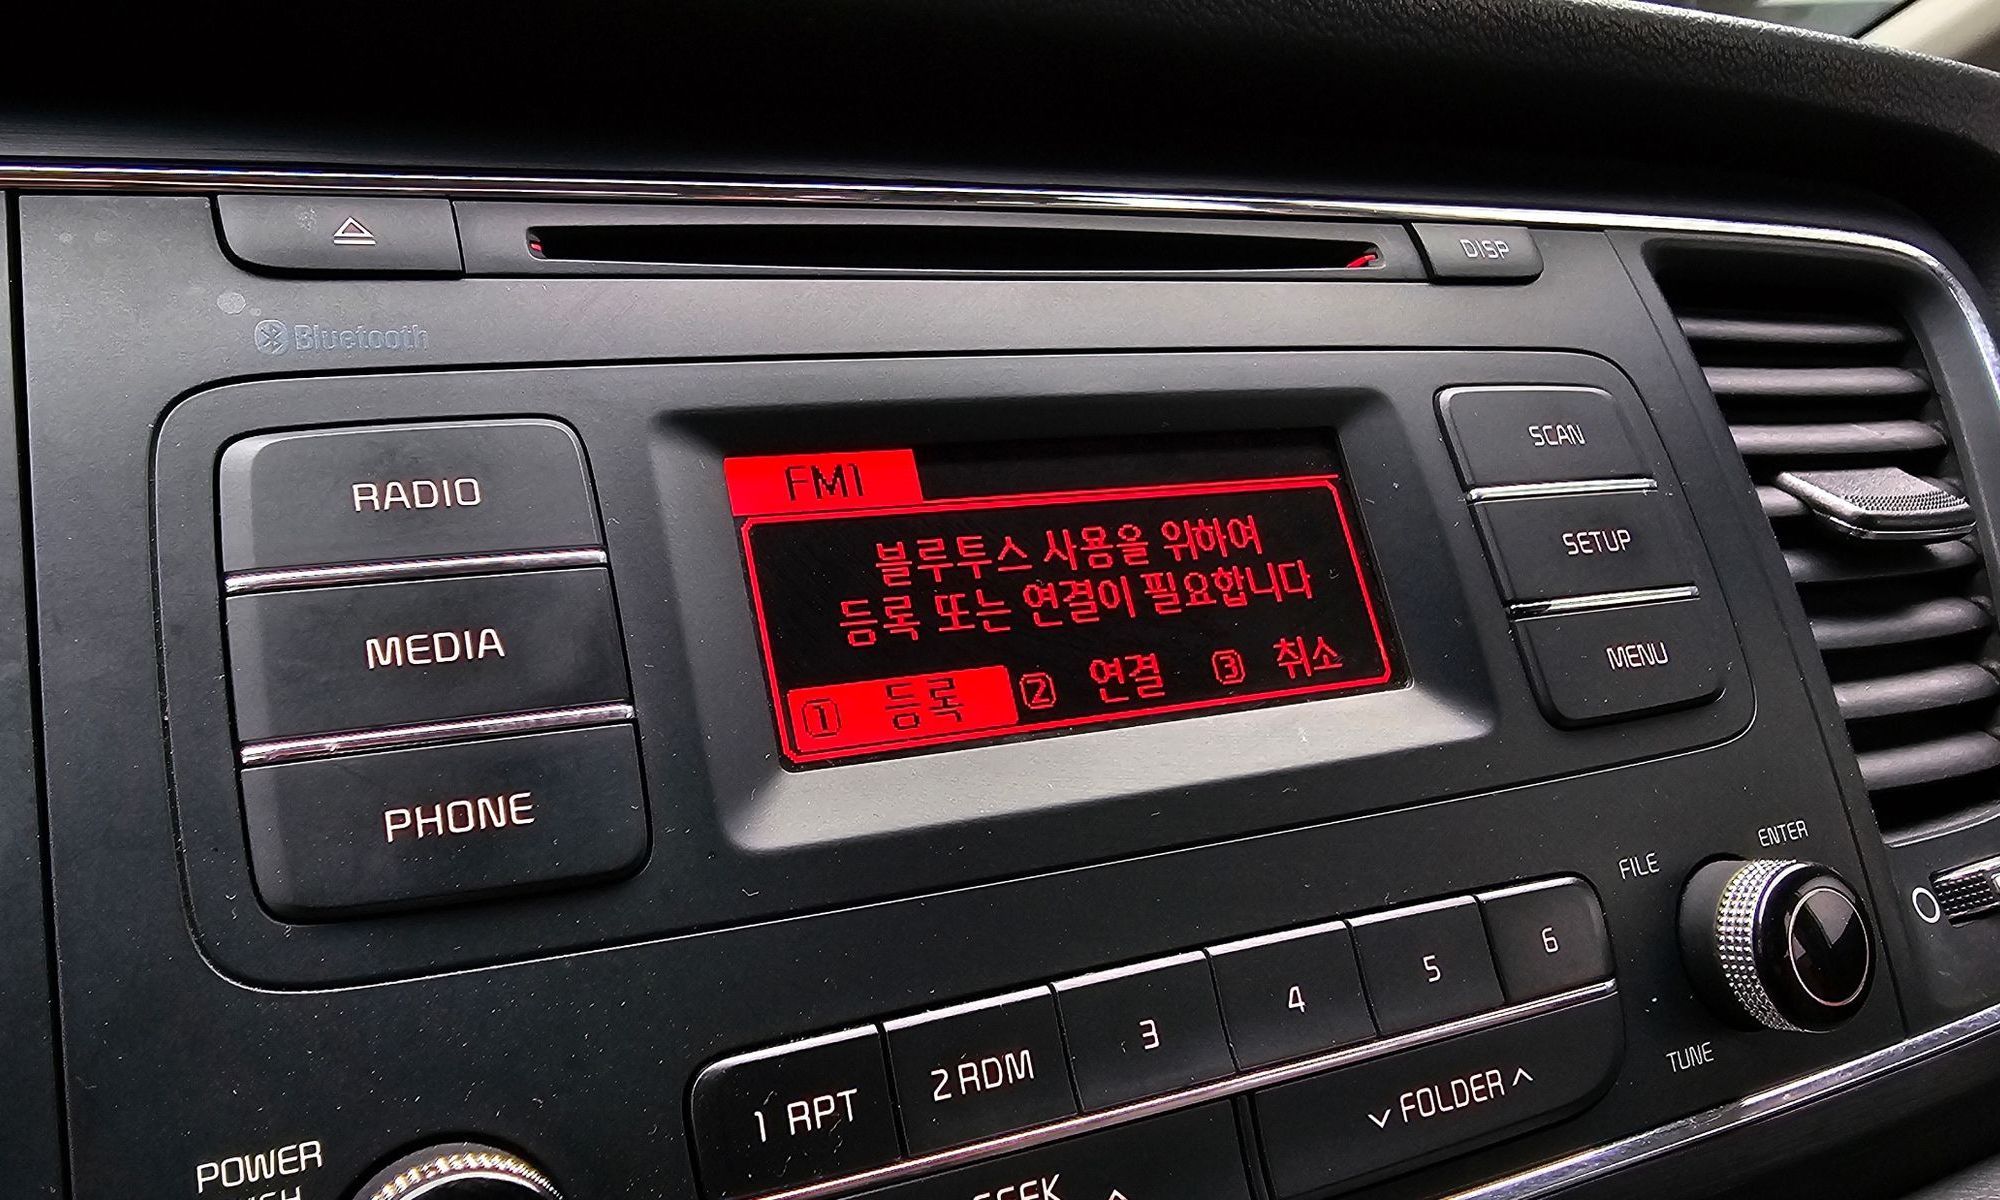 DISP
Bluetooth
RADIO
MEDIA
PHONE
FM1
블루투스 사용을 위하여
등록 또는 연결이 필요합니다
1 등록 2 연결 3 취소
SCAN
SETUP
MENU
ENTER
FILE
TUNE
1 RPT
2 RDM
3
4
5
6
FOLDER
POWER